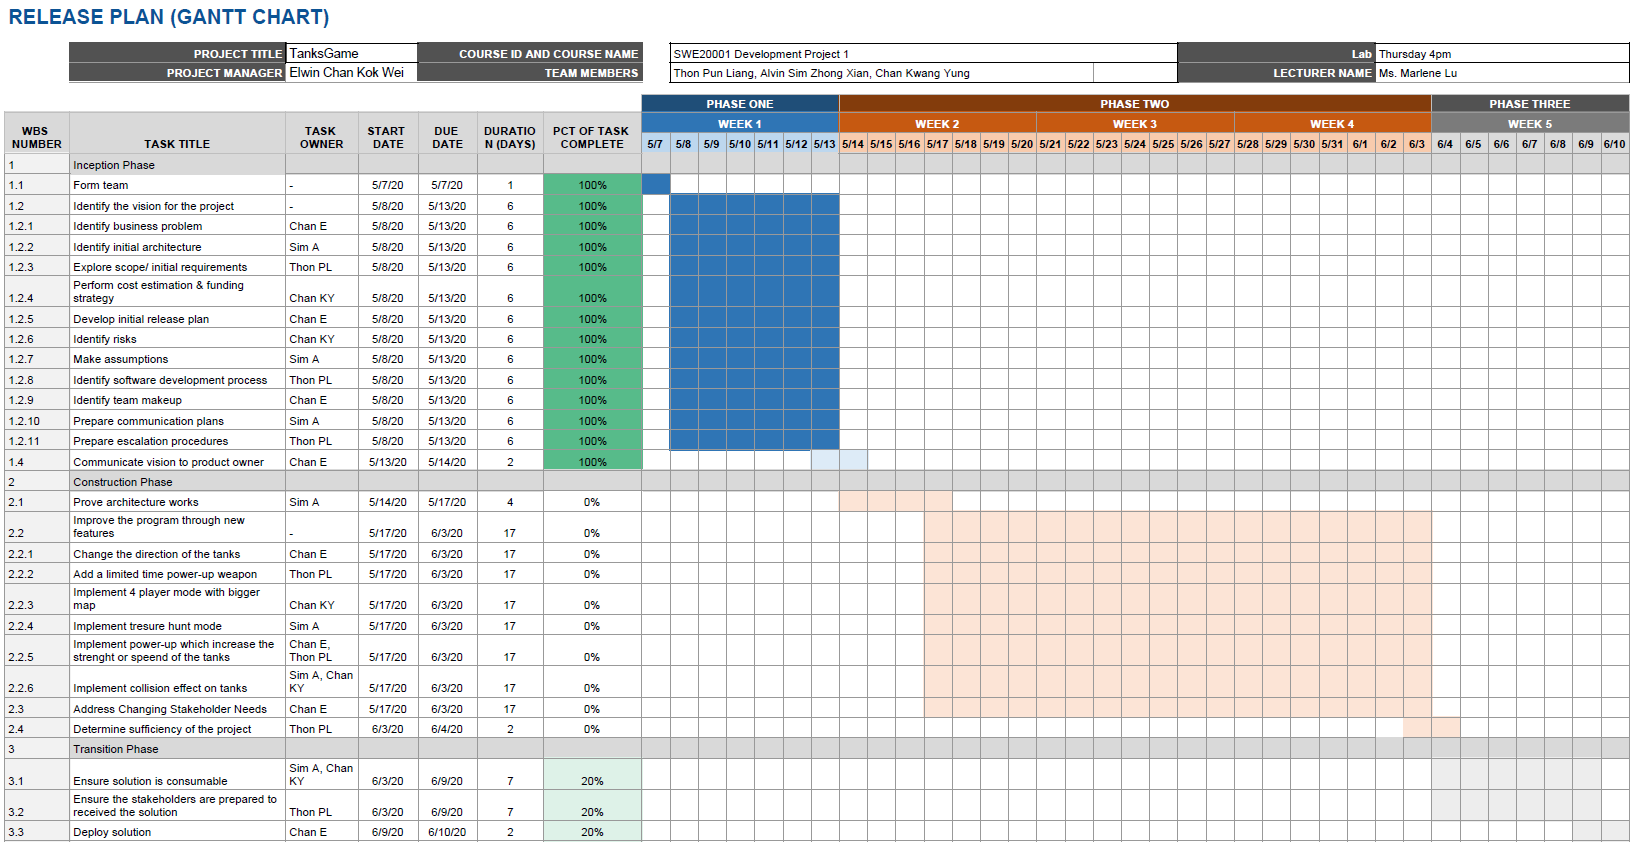 RELEASE PLAN (GANTT CHART)
PROJECT TITLE TanksGame COURSE ID AND COURSE NAME SWE20001 Development Project 1 Lab Thursday 4pm
PROJECT MANAGER Elwin Chan Kok Wei TEAM MEMBERS Thon Pun Liang, Alvin Sim Zhong Xian, Chan Kwang Yung LECTURER NAME Ms. Marlene Lu
PHASE ONE PHASE TWO PHASE THREE
WEEK 1 WEEK 2 WEEK 3 WEEK 4 WEEK 5
WBS NUMBER TASK TITLE TASK OWNER START DATE DUE DATE DURATIO N (DAYS) PCT OF TASK COMPLETE 5/7 5/8 5/9 5/10 5/11 5/12 5/13 5/14 5/15 5/16 5/17 5/18 5/19 5/20 5/21 5/22 5/23 5/24 5/25 5/26 5/27 5/28 5/29 5/30 5/31 6/1 6/2 6/3 6/4 6/5 6/6 6/7 6/8 6/9 6/10
1 Inception Phase
1.1 Form team - 5/7/20 5/7/20 1 100%
1.2 Identify the vision for the project - 5/8/20 5/13/20 6 100%
1.2.1 Identify business problem Chan E 5/8/20 5/13/20 6 100%
1.2.2 Identify initial architecture Sim A 5/8/20 5/13/20 6 100%
1.2.3 Explore scope/ initial requirements Thon PL 5/8/20 5/13/20 6 100%
1.2.4 Perform cost estimation & funding strategy Chan KY 5/8/20 5/13/20 6 100%
1.2.5 Develop initial release plan Chan E 5/8/20 5/13/20 6 100%
1.2.6 Identify risks Chan KY 5/8/20 5/13/20 6 100%
1.2.7 Make assumptions Sim A 5/8/20 5/13/20 6 100%
1.2.8 Identify software development process Thon PL 5/8/20 5/13/20 6 100%
1.2.9 Identify team makeup Chan E 5/8/20 5/13/20 6 100%
1.2.10 Prepare communication plans Sim A 5/8/20 5/13/20 6 100%
1.2.11 Prepare escalation procedures Thon PL 5/8/20 5/13/20 6 100%
1.4 Communicate vision to product owner Chan E 5/13/20 5/14/20 2 100%
2 Construction Phase
2.1 Prove architecture works Sim A 5/14/20 5/17/20 4 0%
2.2 Improve the program through new features - 5/17/20 6/3/20 17 0%
2.2.1 Change the direction of the tanks Chan E 5/17/20 6/3/20 17 0%
2.2.2 Add a limited time power-up weapon Thon PL 5/17/20 6/3/20 17 0%
2.2.3 Implement 4 player mode with bigger map Chan KY 5/17/20 6/3/20 17 0%
2.2.4 Implement tresure hunt mode Sim A 5/17/20 6/3/20 17 0%
2.2.5 Implement power-up which increase the strenght or speend of the tanks Chan E, Thon PL 5/17/20 6/3/20 17 0%
2.2.6 Implement collision effect on tanks Sim A, Chan KY 5/17/20 6/3/20 17 0%
2.3 Address Changing Stakeholder Needs Chan E 5/17/20 6/3/20 17 0%
2.4 Determine sufficiency of the project Thon PL 6/3/20 6/4/20 2 0%
3 Transition Phase
3.1 Ensure solution is consumable Sim A, Chan KY 6/3/20 6/9/20 7 20%
3.2 Ensure the stakeholders are prepared to received the solution Thon PL 6/3/20 6/9/20 7 20%
3.3 Deploy solution Chan E 6/9/20 6/10/20 2 20%